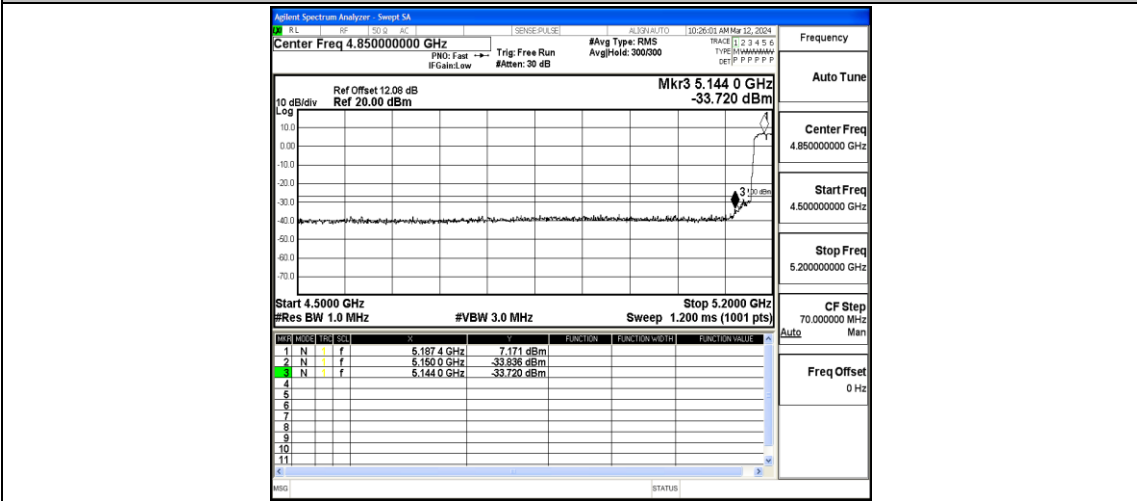 Agilent Spectrum Analyzer - Swept SA
RL RF 50 Ω AC SENSE:PULSE ALIGN AUTO 10:26:01 AM Mar 12, 2024
Center Freq 4.850000000 GHz
PNO: Fast
IFGain:Low
Trig: Free Run
#Atten: 30 dB
#Avg Type: RMS
Avg|Hold: 300/300
TRACE 1 2 3 4 5 6
TYPE M
DET P P P P P P
Frequency
Mkr3 5.144 0 GHz
-33.720 dBm
Ref Offset 12.08 dB
10 dB/div Ref 20.00 dBm
Log
10.0
0.00
-10.0
-20.0
-30.0
-40.0
-50.0
-60.0
-70.0
3
Start 4.5000 GHz Stop 5.2000 GHz
#Res BW 1.0 MHz #VBW 3.0 MHz Sweep 1.200 ms (1001 pts)
MKR MODE TRC SCL X Y FUNCTION FUNCTION WIDTH FUNCTION VALUE
1 N 1 f 5.187 4 GHz 7.171 dBm
2 N 1 f 5.150 0 GHz -33.836 dBm
3 N 1 f 5.144 0 GHz -33.720 dBm
4
5
6
7
8
9
10
11
MSG STATUS
Auto Tune
Center Freq
4.850000000 GHz
Start Freq
4.500000000 GHz
Stop Freq
5.200000000 GHz
CF Step
70.000000 MHz
Auto Man
Freq Offset
0 Hz